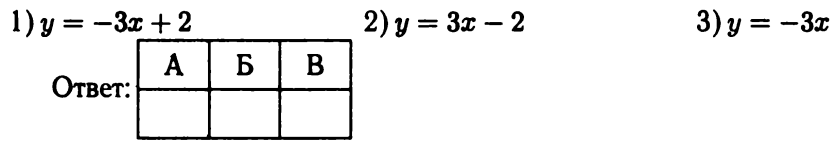 1) y = −3x + 2 2) y = 3x − 2 3) y = −3x
А Б В
Ответ: